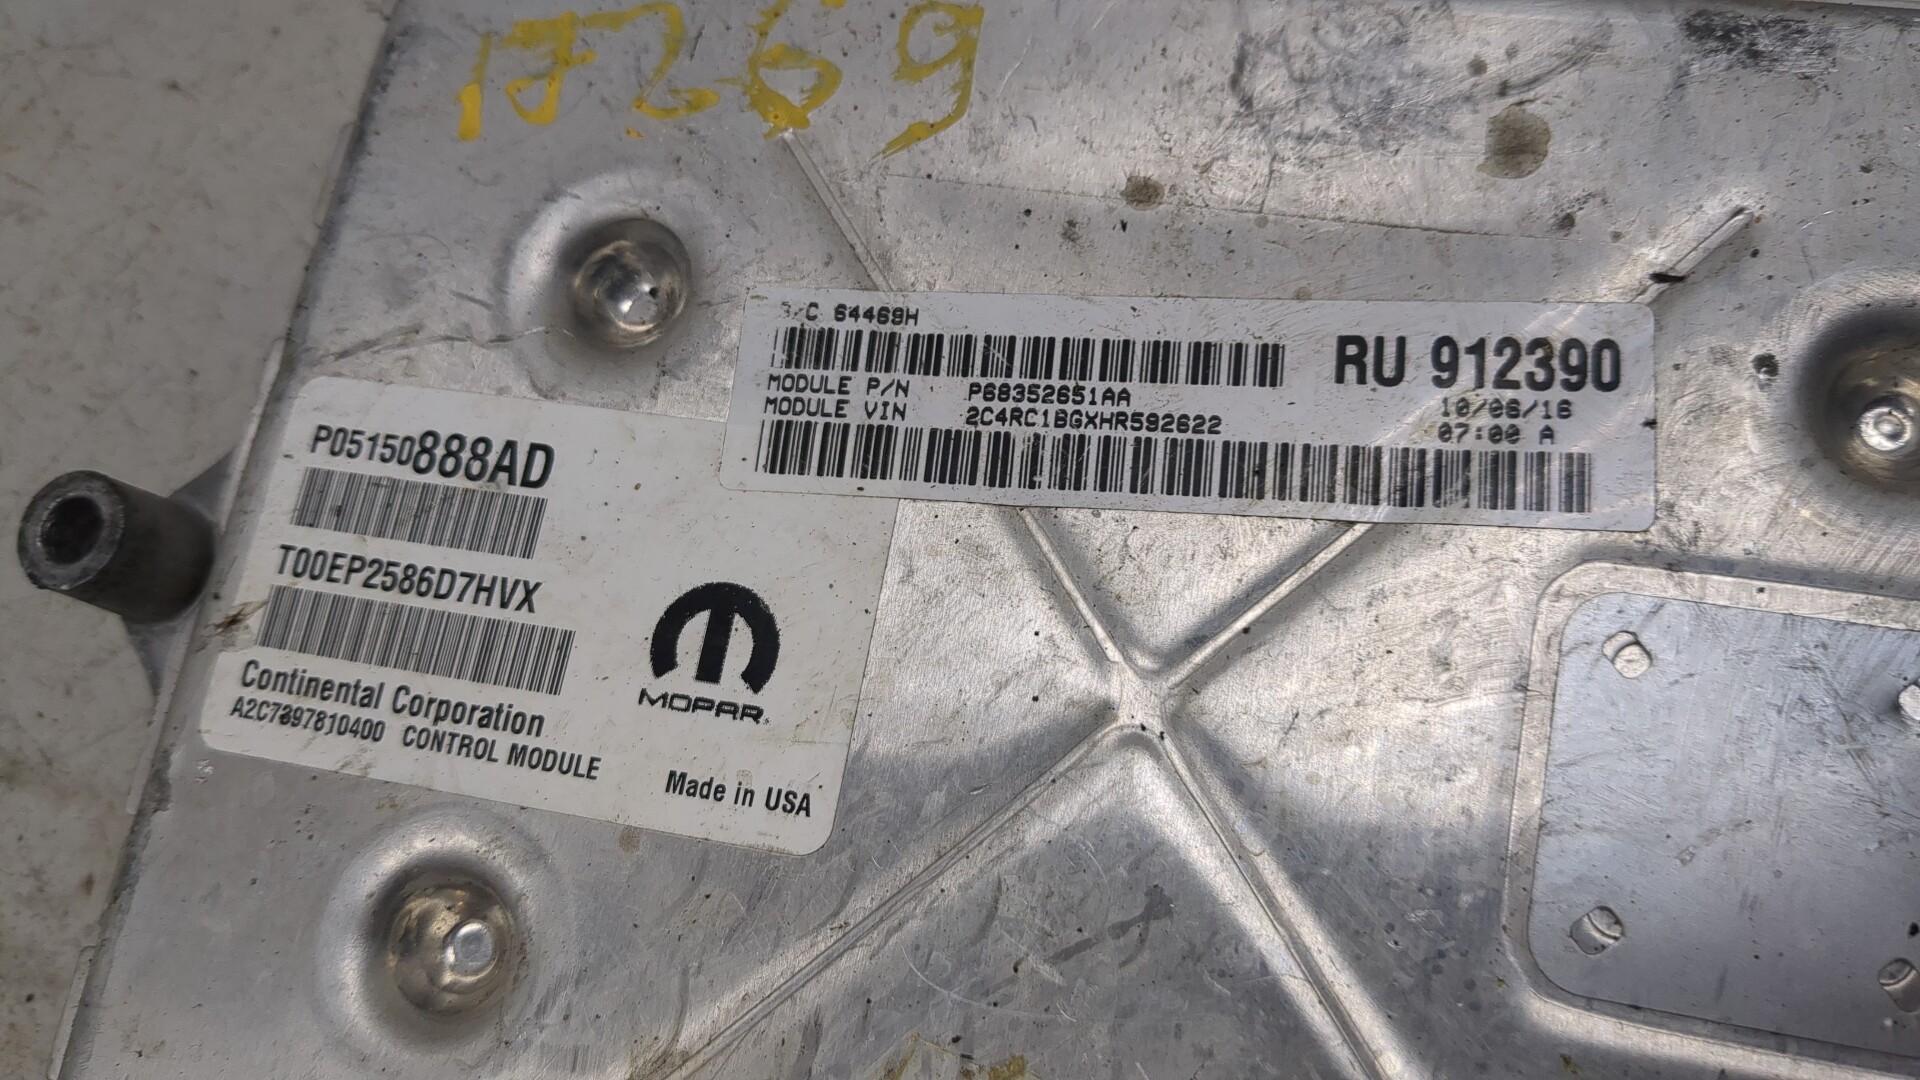 17269
S/C 64469H
RU 912390
MODULE P/N P68352651AA
MODULE VIN 2C4RC1BGXHR592622
10/06/16
07:00 A
P05150888AD
T00EP2586D7HVX
Continental Corporation
A2C7397810400 CONTROL MODULE
MOPAR
Made in USA